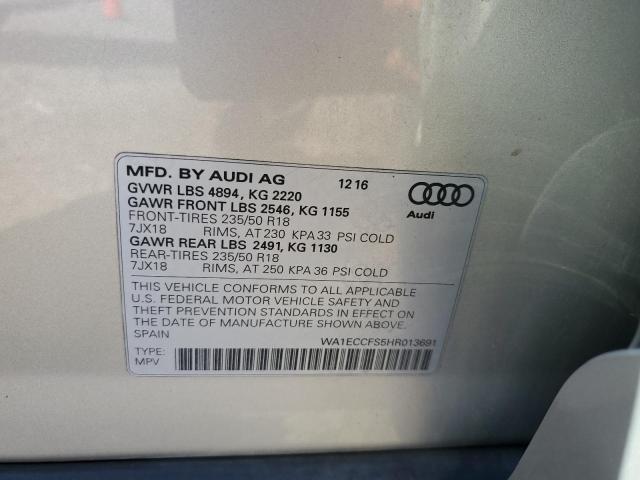 MFD. BY AUDI AG 12 16
GVWR LBS 4894, KG 2220
GAWR FRONT LBS 2546, KG 1155
Audi
FRONT-TIRES 235/50 R18
7JX18 RIMS, AT 230 KPA 33 PSI COLD
GAWR REAR LBS 2491, KG 1130
REAR-TIRES 235/50 R18
7JX18 RIMS, AT 250 KPA 36 PSI COLD
THIS VEHICLE CONFORMS TO ALL APPLICABLE
U.S. FEDERAL MOTOR VEHICLE SAFETY AND
THEFT PREVENTION STANDARDS IN EFFECT ON
THE DATE OF MANUFACTURE SHOWN ABOVE.
SPAIN
WA1ECCFS5HR013691
TYPE:
MPV